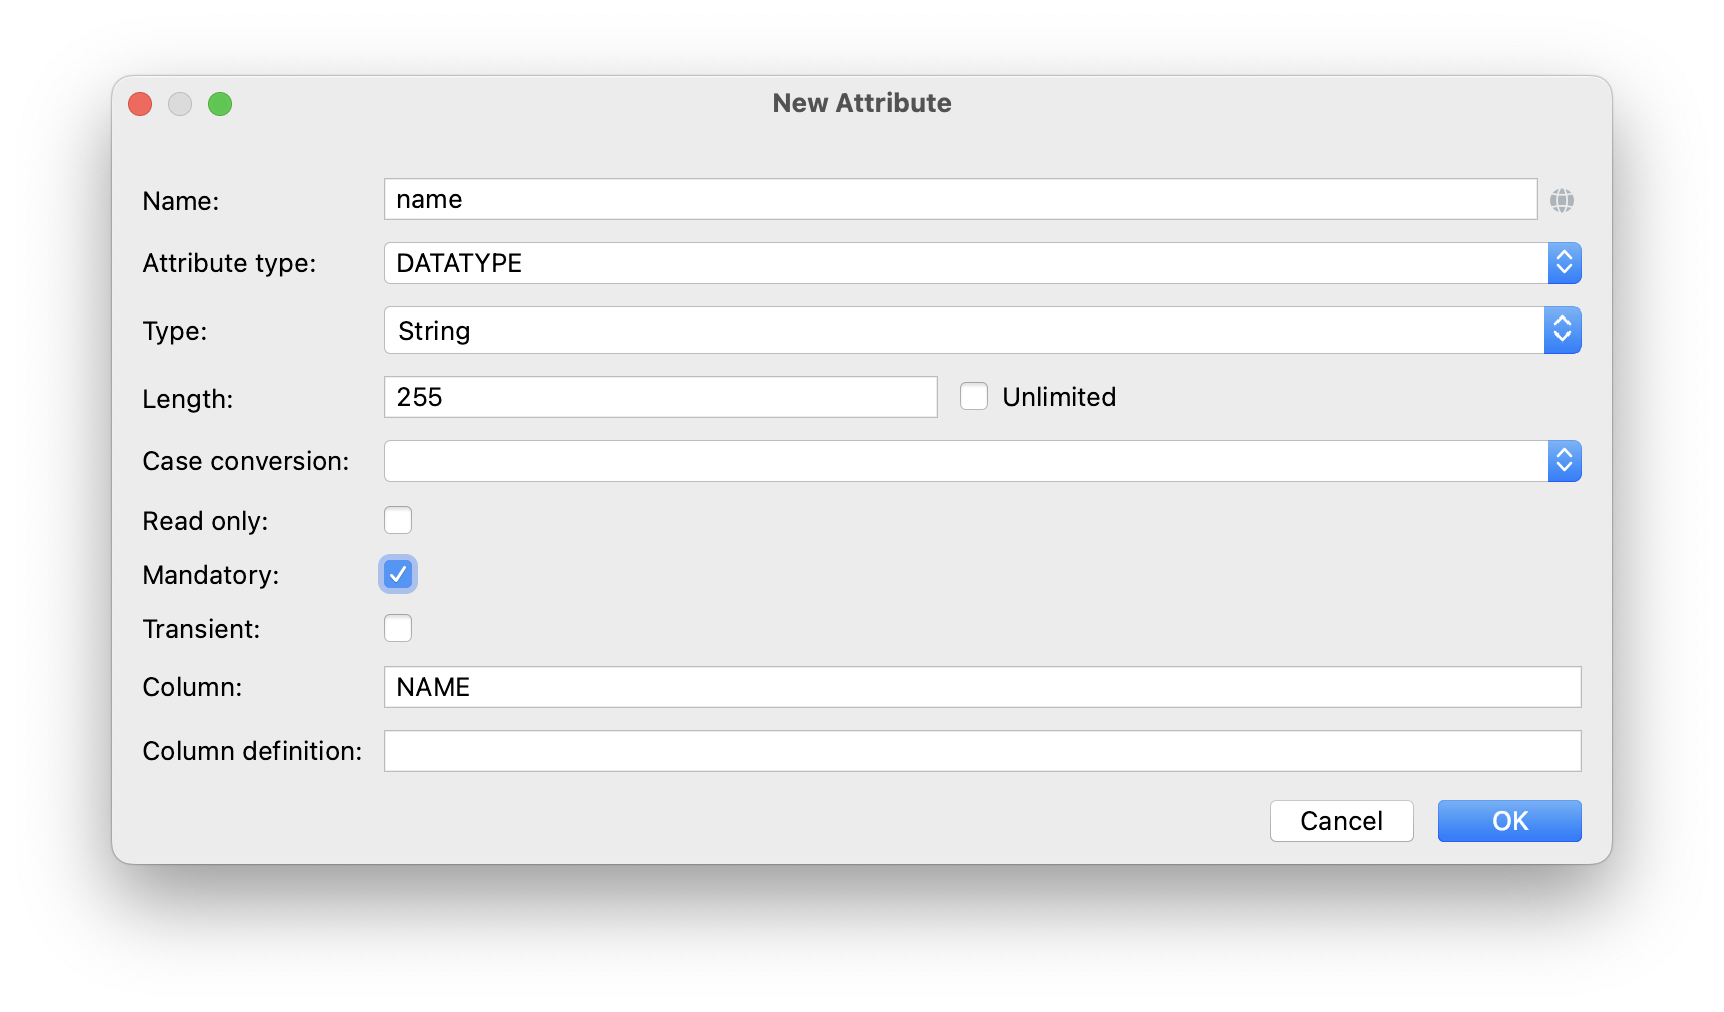 New Attribute
Name: name
Attribute type: DATATYPE
Type: String
Length: 255 Unlimited
Case conversion:
Read only:
Mandatory:
Transient:
Column: NAME
Column definition:
Cancel OK